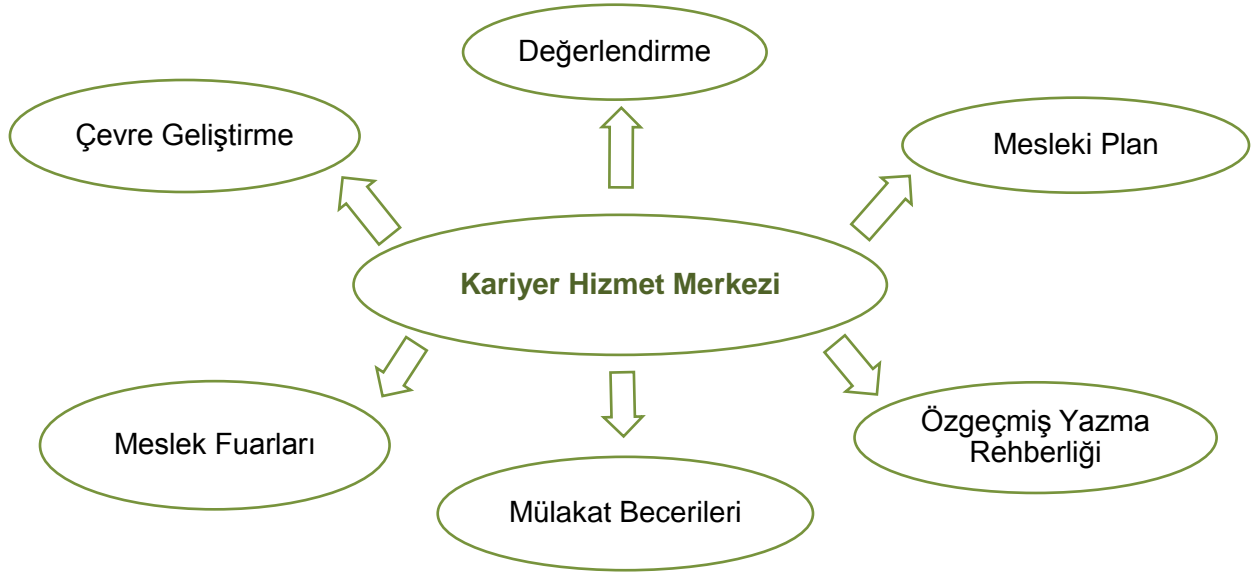 Değerlendirme
Çevre Geliştirme
Mesleki Plan
Kariyer Hizmet Merkezi
Meslek Fuarları
Özgeçmiş Yazma
Rehberliği
Mülakat Becerileri